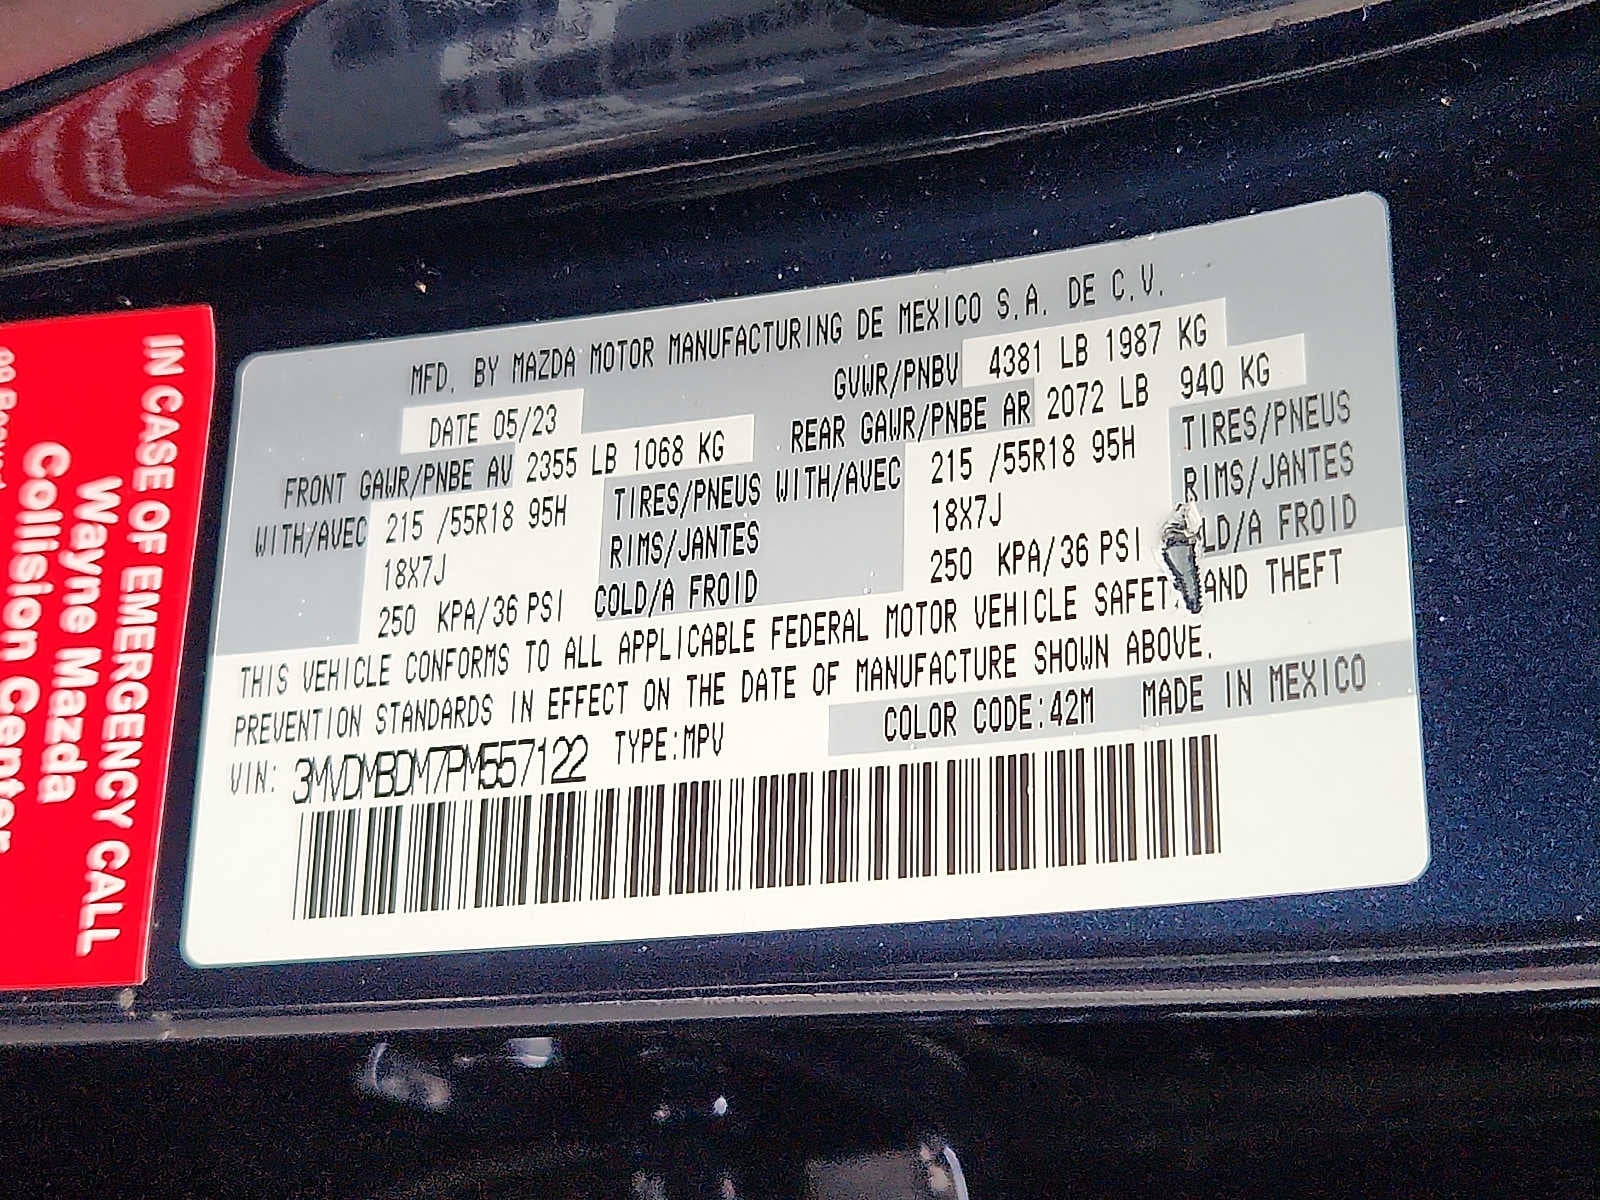 MFD. BY MAZDA MOTOR MANUFACTURING DE MEXICO S.A. DE C.V.
DATE 05/23
GVWR/PNBV 4381 LB 1987 KG
FRONT GAWR/PNBE AV 2355 LB 1068 KG
REAR GAWR/PNBE AR 2072 LB 940 KG
WITH/AVEC 215 /55R18 95H TIRES/PNEUS
18X7J RIMS/JANTES
250 KPA/36 PSI COLD/A FROID
WITH/AVEC 215 /55R18 95H TIRES/PNEUS
18X7J RIMS/JANTES
250 KPA/36 PSI LD/A FROID
THIS VEHICLE CONFORMS TO ALL APPLICABLE FEDERAL MOTOR VEHICLE SAFET AND THEFT
PREVENTION STANDARDS IN EFFECT ON THE DATE OF MANUFACTURE SHOWN ABOVE.
VIN: 3MVDMBDM7PM557122 TYPE:MPV
COLOR CODE:42M MADE IN MEXICO
IN CASE OF EMERGENCY CALL
Wayne Mazda
Collision Center